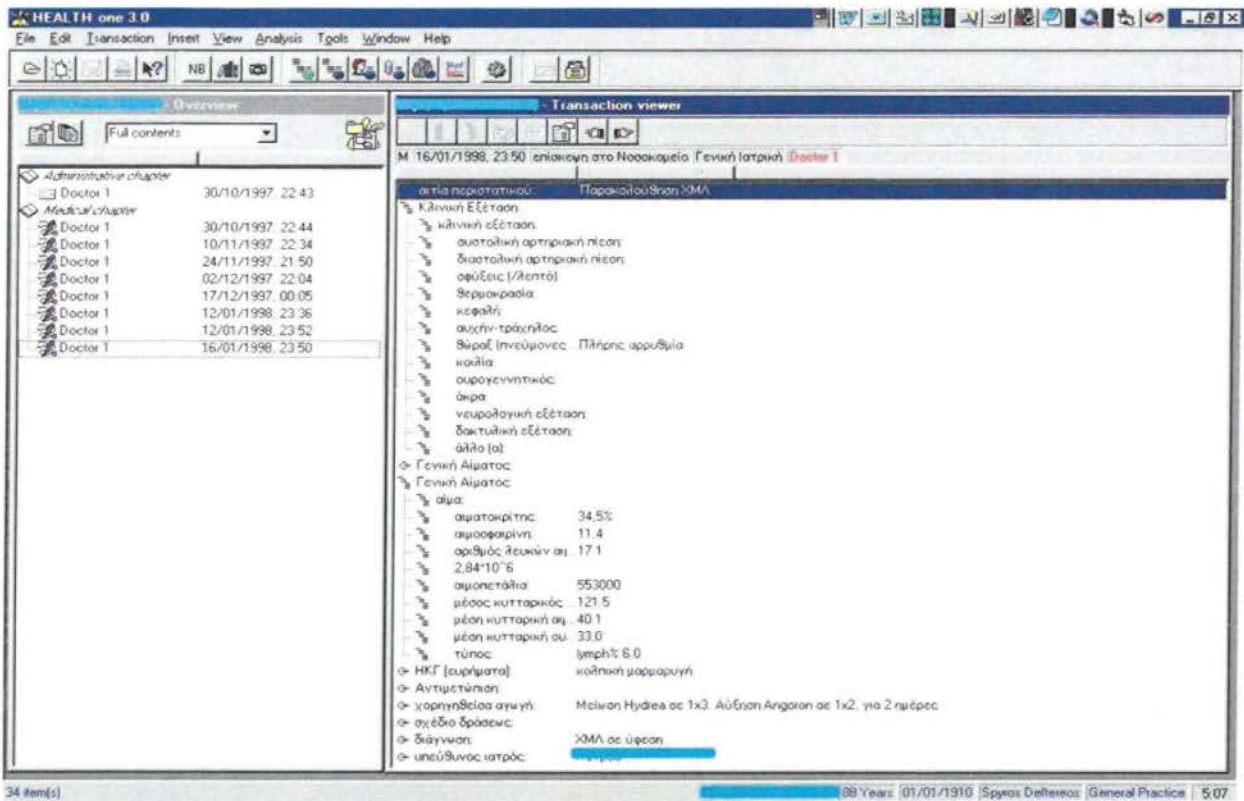 HEALTH one 3.0
File Edit Transaction Insert View Analysis Tools Window Help
NB
- Overview
Full contents
Administrative chapter
Doctor 1 30/10/1997, 22:43
Medical chapter
Doctor 1 30/10/1997, 22:44
Doctor 1 10/11/1997, 22:34
Doctor 1 24/11/1997, 21:50
Doctor 1 02/12/1997, 22:04
Doctor 1 17/12/1997, 00:05
Doctor 1 12/01/1998, 23:36
Doctor 1 12/01/1998, 23:52
Doctor 1 16/01/1998, 23:50
- Transaction viewer
M 16/01/1998, 23:50 επίσκεψη στο Νοσοκομείο Γενική Ιατρική Doctor 1
αιτία περιστατικού: Παρακολούθηση ΧΜΛ
Κλινική Εξέταση
κλινική εξέταση:
συστολική αρτηριακή πίεση:
διαστολική αρτηριακή πίεση:
σφύξεις (/λεπτό)
θερμοκρασία:
κεφαλή:
αυχήν-τράχηλος:
θώραξ (πνεύμονες... Πλήρης αρρυθμία
κοιλία:
ουρογεννητικός:
άκρα:
νευρολογική εξέταση:
δακτυλική εξέταση:
άλλο (α):
Γενική Αίματος:
Γενική Αίματος:
αίμα:
αιματοκρίτης: 34,5%
αιμοσφαιρίνη: 11.4
αριθμός λευκών αι... 17.1
2,84*10^6
αιμοπετάλια: 553000
μέσος κυτταρικός ... 121.5
μέση κυτταρική αι... 40.1
μέση κυτταρική συ... 33.0
τύπος: lymph% 6.0
ΗΚΓ [ευρήματα]: κολπική μαρμαρυγή
Αντιμετώπιση:
χορηγηθείσα αγωγή: Μείωση Hydrea σε 1x3. Αύξηση Angoron σε 1x2, για 2 ημέρες
σχέδιο δράσεως:
διάγνωση: ΧΜΛ σε ύφεση
υπεύθυνος ιατρός:
34 item(s)
88 Years 01/01/1910 Spyros Deftereos General Practice 5:07